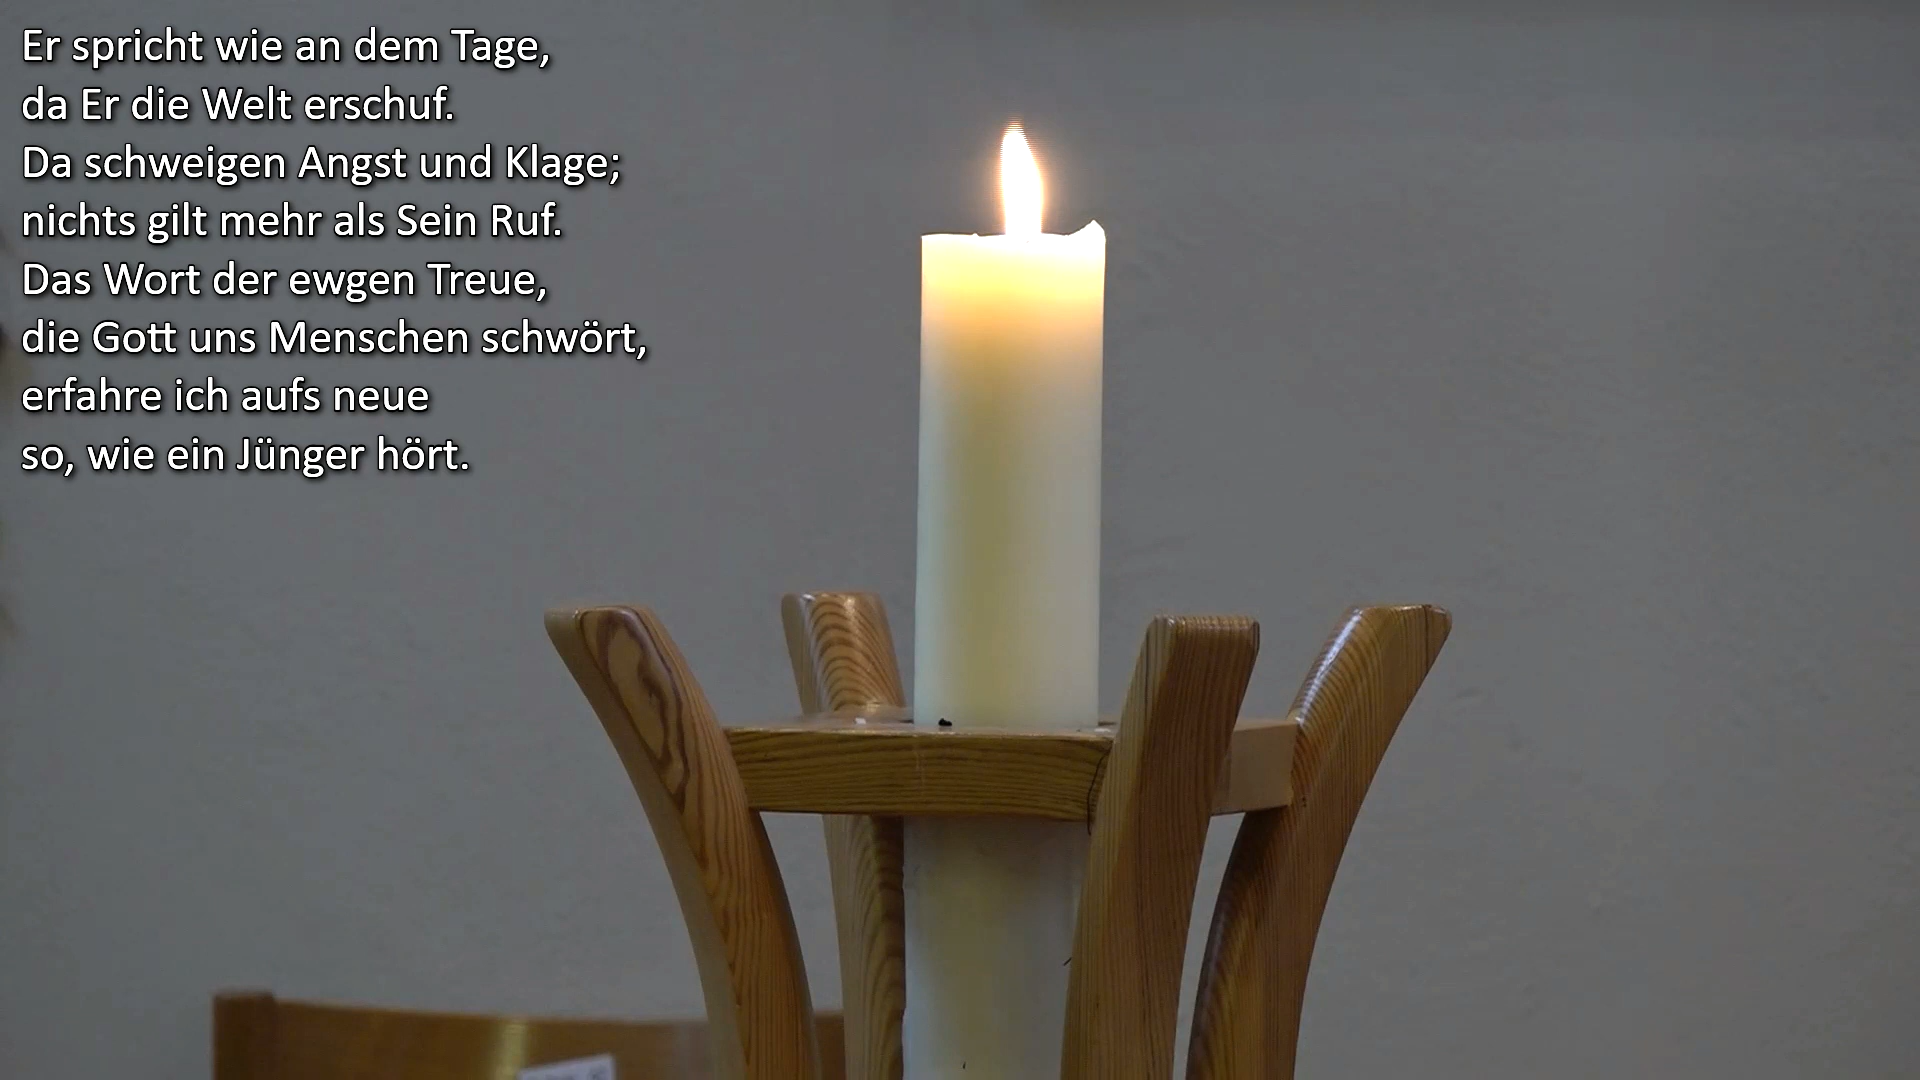 Er spricht wie an dem Tage,
da Er die Welt erschuf.
Da schweigen Angst und Klage;
nichts gilt mehr als Sein Ruf.
Das Wort der ewgen Treue,
die Gott uns Menschen schwört,
erfahre ich aufs neue
so, wie ein Jünger hört.